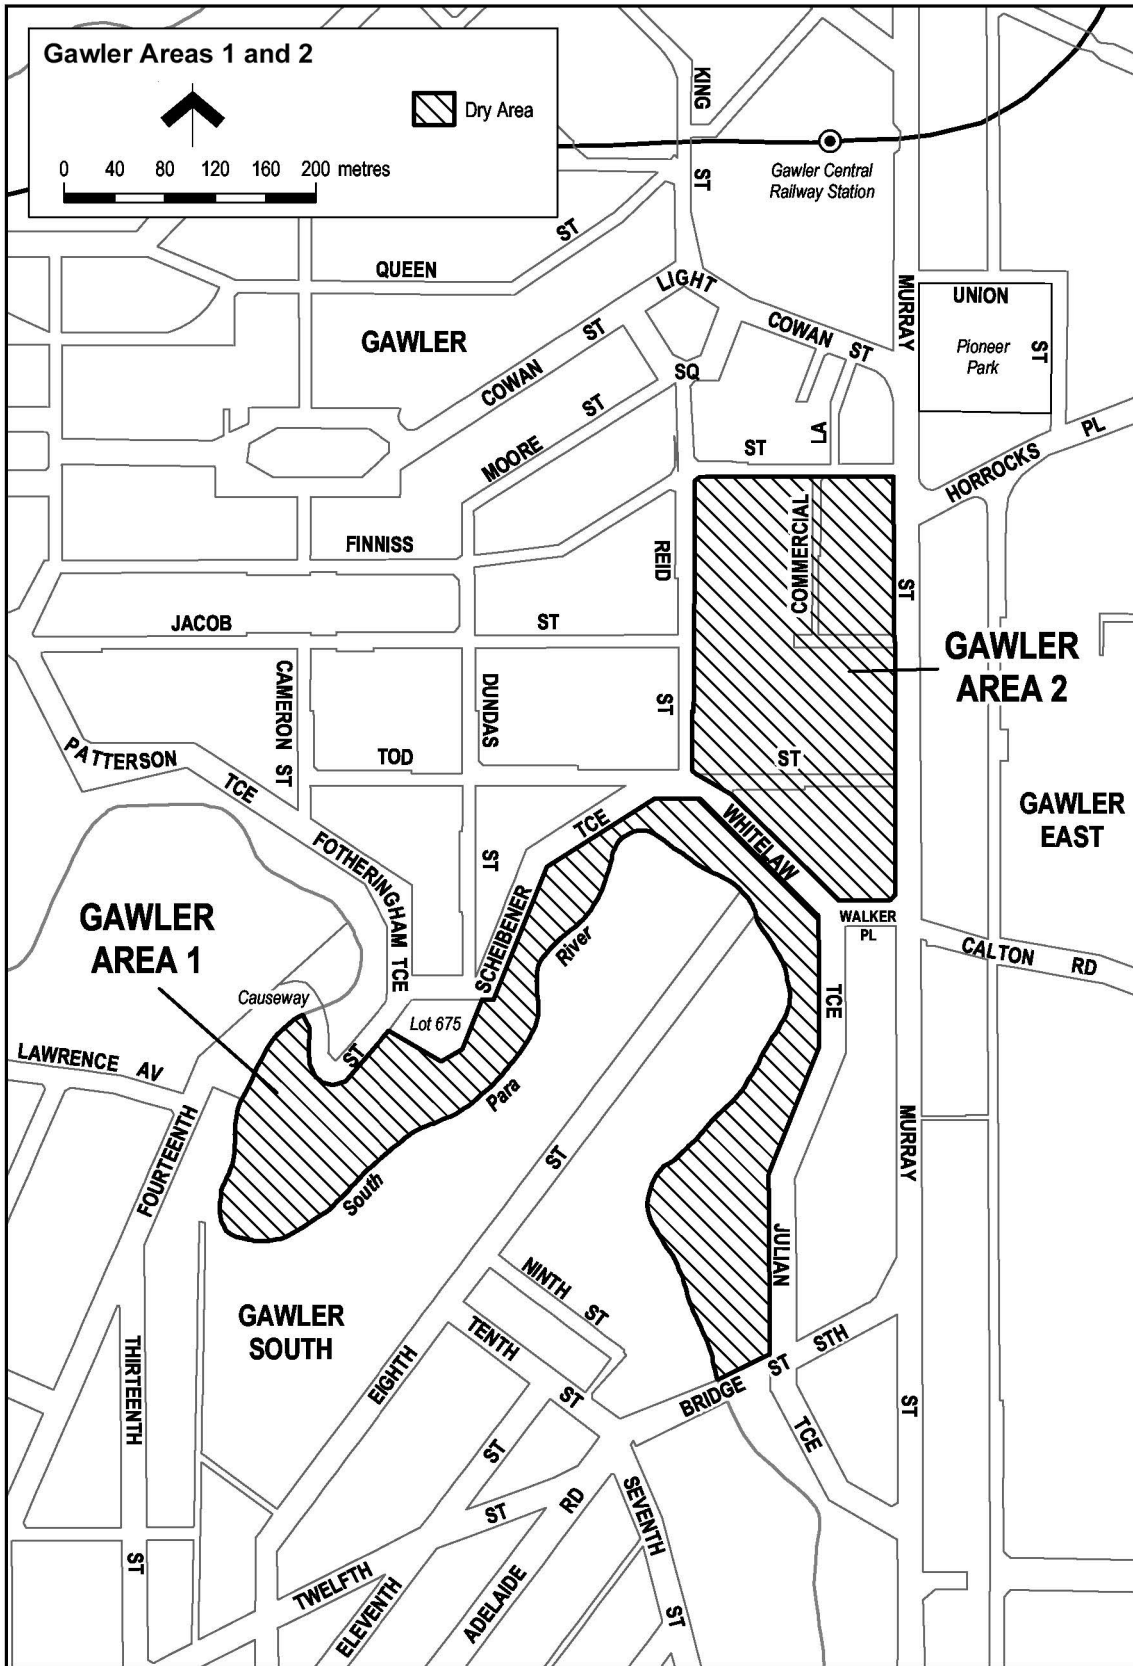 Gawler Areas 1 and 2
Dry Area
0 40 80 120 160 200 metres
KING
ST
Gawler Central
Railway Station
ST
QUEEN
LIGHT
MURRAY
UNION
ST
Pioneer
Park
COWAN
ST
GAWLER
COWAN
ST
SQ
MOORE
ST
ST
LA
HORROCKS
PL
COMMERCIAL
FINNISS
REID
ST
JACOB
ST
GAWLER
AREA 2
CAMERON
ST
DUNDAS
ST
PATTERSON
TCE
TOD
ST
GAWLER
EAST
FOTHERINGHAM
TCE
ST
TCE
WHITELAW
SCHEIBENER
GAWLER
AREA 1
WALKER
PL
CALTON
RD
River
TCE
Causeway
Lot 675
ST
LAWRENCE
AV
Para
FOURTEENTH
MURRAY
ST
South
JULIAN
NINTH
ST
GAWLER
SOUTH
TENTH
ST
STH
ST
BRIDGE
THIRTEENTH
EIGHTH
ST
TCE
ST
SEVENTH
RD
ST
ST
TWELFTH
ELEVENTH
ADELAIDE
ST